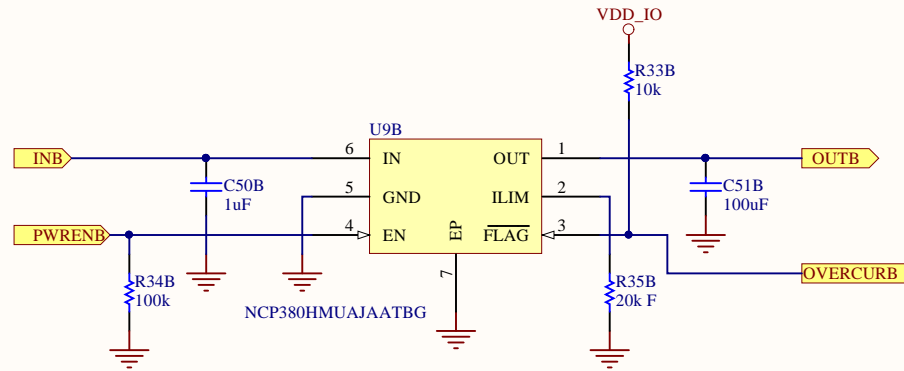 VDD_IO
R33B
10k
U9B
INB
6
IN
OUT
1
OUTB
C50B
1uF
5
GND
ILIM
2
C51B
100uF
PWRENB
4
EN
EP
FLAG
3
7
R34B
100k
R35B
20k F
OVERCURB
NCP380HMUAJAATBG